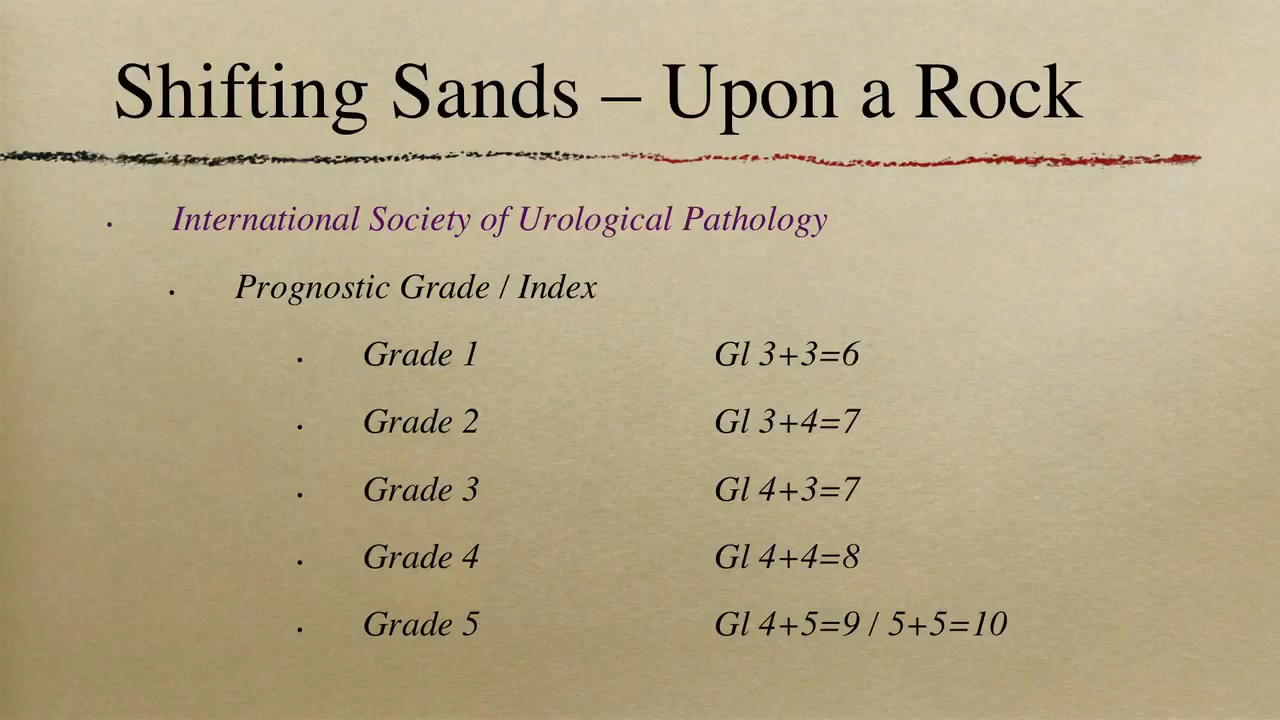 Shifting Sands – Upon a Rock
• International Society of Urological Pathology
• Prognostic Grade / Index
• Grade 1 Gl 3+3=6
• Grade 2 Gl 3+4=7
• Grade 3 Gl 4+3=7
• Grade 4 Gl 4+4=8
• Grade 5 Gl 4+5=9 / 5+5=10